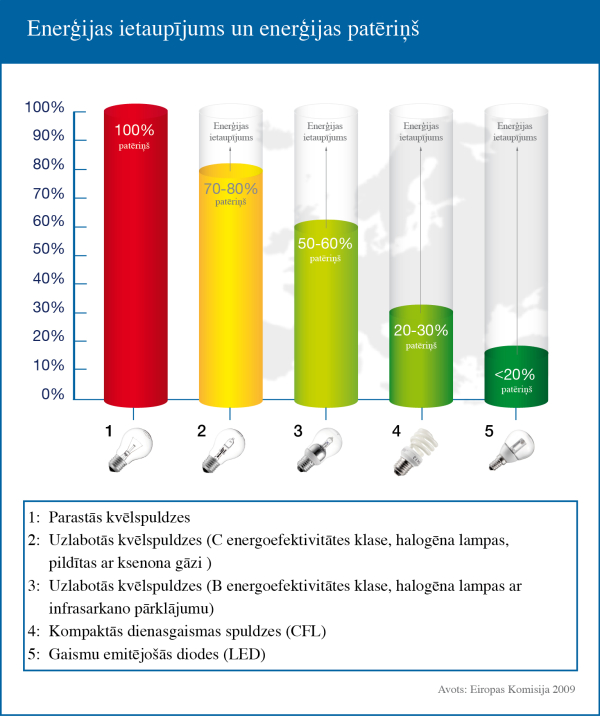 Enerģijas ietaupījums un enerģijas patēriņš
100%
90%
80%
70%
60%
50%
40%
30%
20%
10%
0%
100%
patēriņš
Enerģijas
ietaupījums
70-80%
patēriņš
Enerģijas
ietaupījums
50-60%
patēriņš
Enerģijas
ietaupījums
20-30%
patēriņš
Enerģijas
ietaupījums
<20%
patēriņš
1 2 3 4 5
1: Parastās kvēlspuldzes
2: Uzlabotās kvēlspuldzes (C energoefektivitātes klase, halogēna lampas,
pildītas ar ksenona gāzi )
3: Uzlabotās kvēlspuldzes (B energoefektivitātes klase, halogēna lampas ar
infrasarkano pārklājumu)
4: Kompaktās dienasgaismas spuldzes (CFL)
5: Gaismu emitējošās diodes (LED)
Avots: Eiropas Komisija 2009